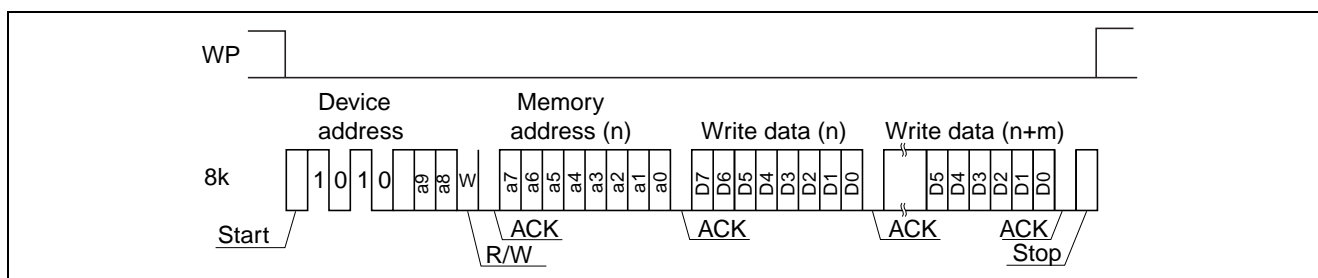 WP
Device
address
Memory
address (n)
Write data (n)
Write data (n+m)
8k
1 0 1 0 a9 a8 W a7 a6 a5 a4 a3 a2 a1 a0 D7 D6 D5 D4 D3 D2 D1 D0 D5 D4 D3 D2 D1 D0
Start ACK ACK ACK ACK
R/W Stop